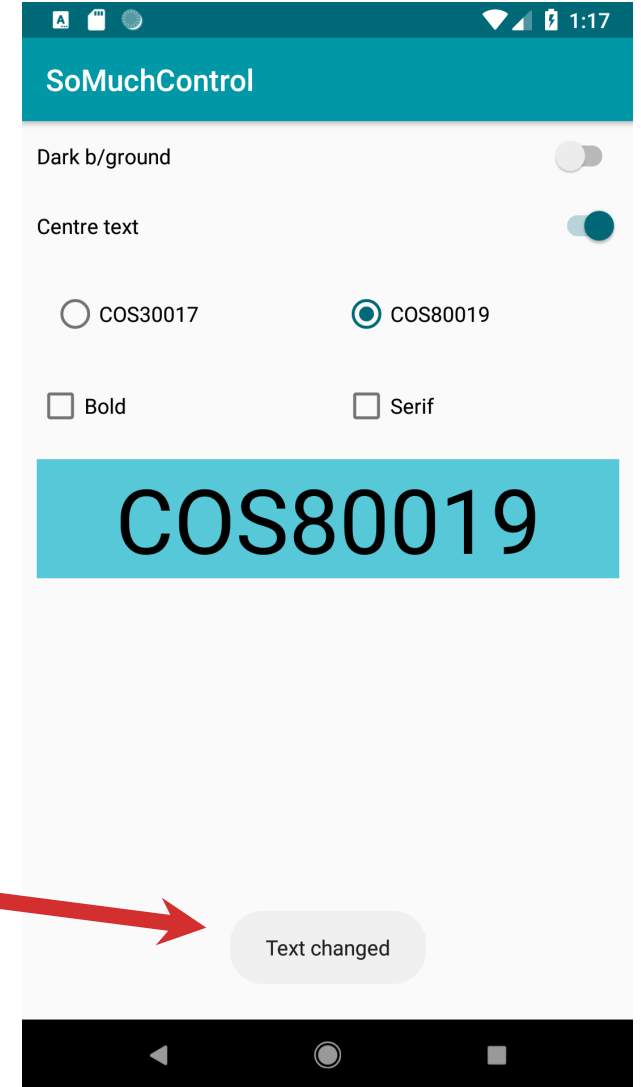 1:17
SoMuchControl
Dark b/ground
Centre text
COS30017 COS80019
Bold Serif
COS80019
Text changed